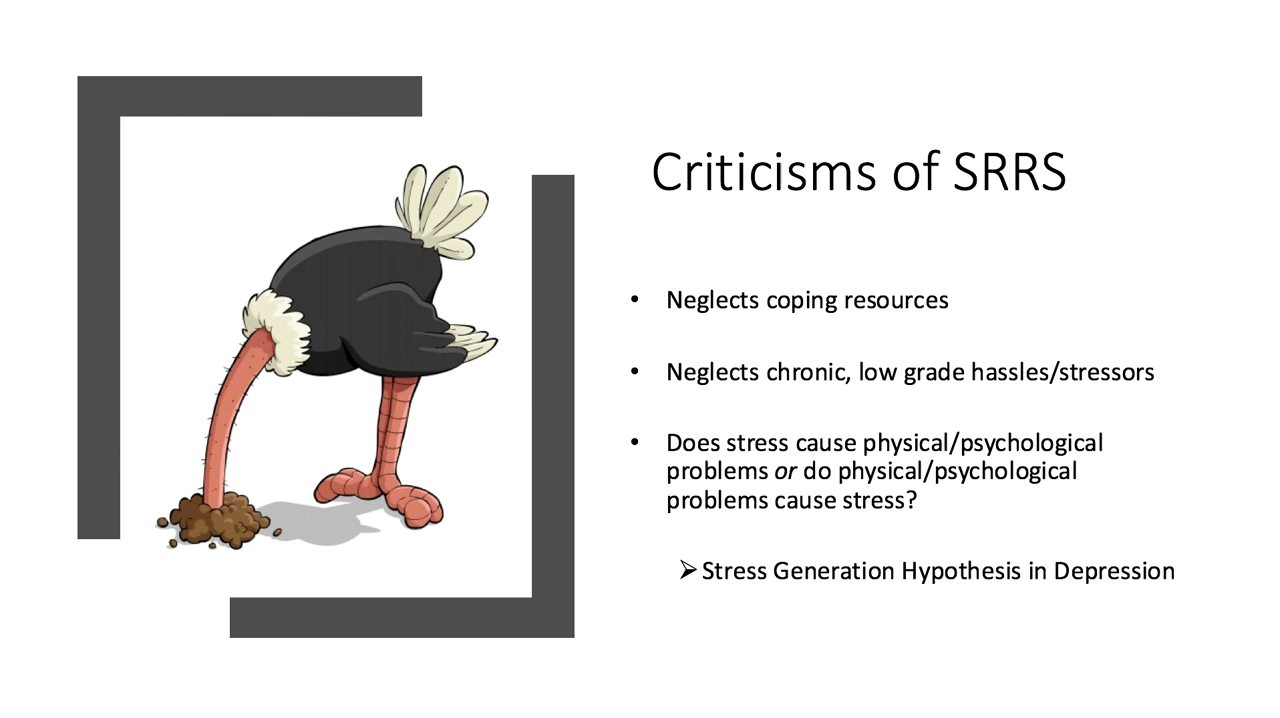 Criticisms of SRRS
• Neglects coping resources
• Neglects chronic, low grade hassles/stressors
• Does stress cause physical/psychological
problems or do physical/psychological
problems cause stress?
➢ Stress Generation Hypothesis in Depression